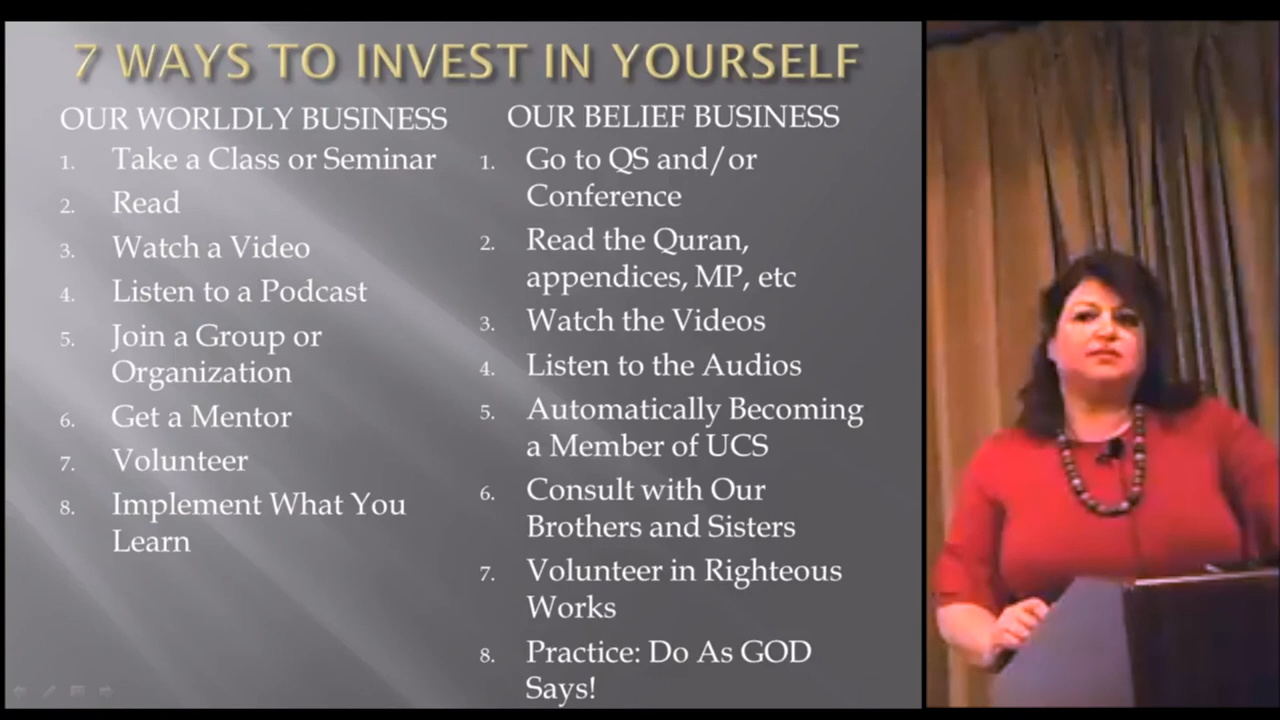 7 WAYS TO INVEST IN YOURSELF
OUR WORLDLY BUSINESS
1. Take a Class or Seminar
2. Read
3. Watch a Video
4. Listen to a Podcast
5. Join a Group or
Organization
6. Get a Mentor
7. Volunteer
8. Implement What You
Learn
OUR BELIEF BUSINESS
1. Go to QS and/or
Conference
2. Read the Quran,
appendices, MP, etc
3. Watch the Videos
4. Listen to the Audios
5. Automatically Becoming
a Member of UCS
6. Consult with Our
Brothers and Sisters
7. Volunteer in Righteous
Works
8. Practice: Do As GOD
Says!